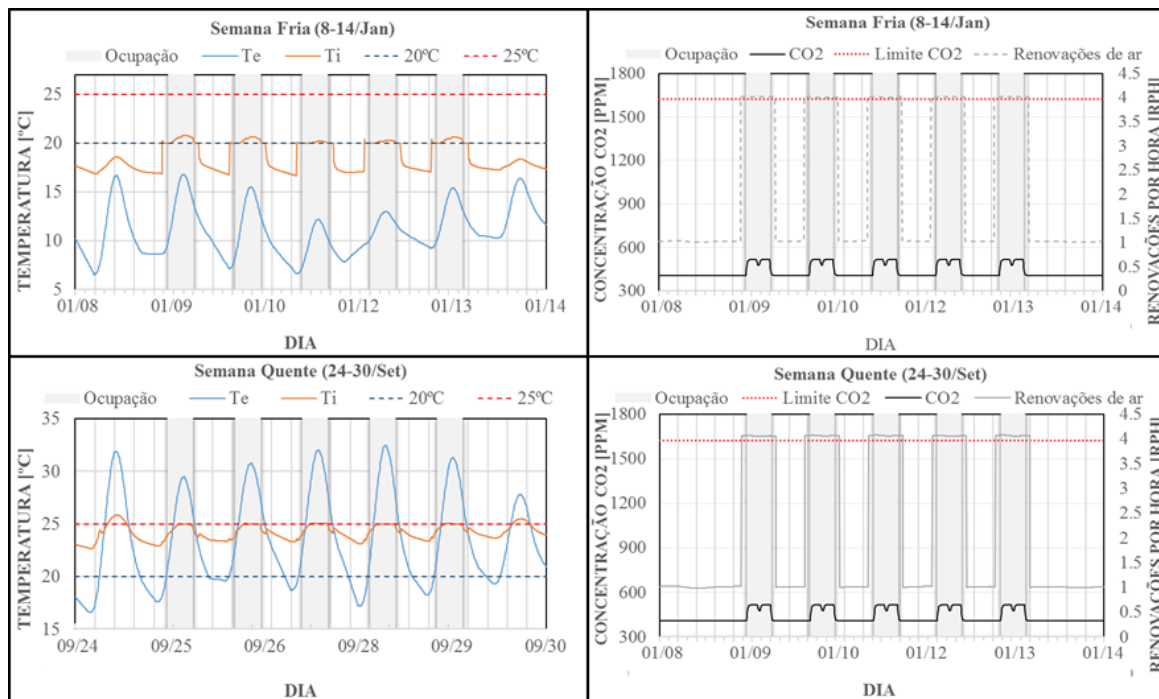 Semana Fria (8-14/Jan)
Ocupação Te Ti 20ºC 25ºC
TEMPERATURA [ºC]
25
20
15
10
5
01/08 01/09 01/10 01/12 01/13 01/14
DIA
Semana Fria (8-14/Jan)
Ocupação CO2 Limite CO2 Renovações de ar
CONCENTRAÇÃO CO2 [PPM]
1800
1500
1200
900
600
300
4.5
4
3.5
3
2.5
2
1.5
1
0.5
0
RENOVAÇÕES POR HORA [RPH]
01/08 01/09 01/10 01/12 01/13 01/14
DIA
Semana Quente (24-30/Set)
Ocupação Te Ti 20ºC 25ºC
TEMPERATURA [ºC]
35
30
25
20
15
09/24 09/25 09/26 09/28 09/29 09/30
DIA
Semana Quente (24-30/Set)
Ocupação Limite CO2 CO2 Renovações de ar
CONCENTRAÇÃO CO2 [PPM]
1800
1500
1200
900
600
300
4.5
4
3.5
3
2.5
2
1.5
1
0.5
0
RENOVAÇÕES POR HORA [RPH]
01/08 01/09 01/10 01/12 01/13 01/14
DIA